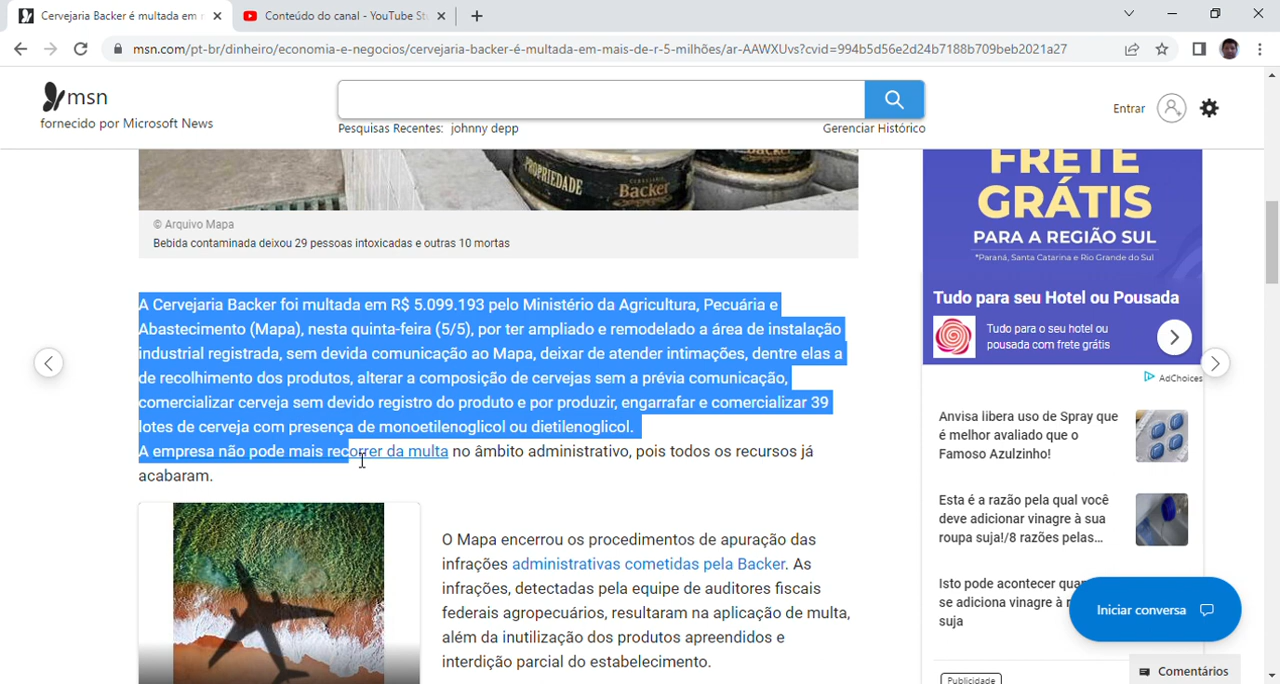 Cervejaria Backer é multada em
Conteúdo do canal - YouTube St
msn.com/pt-br/dinheiro/economia-e-negocios/cervejaria-backer-é-multada-em-mais-de-r-5-milhões/ar-AAWXUvs?cvid=994b5d56e2d24b7188b709beb2021a27
msn
fornecido por Microsoft News
Pesquisas Recentes: johnny depp
Gerenciar Histórico
Entrar
PROPRIEDADE
CERVEJARIA
Backer
Backer
© Arquivo Mapa
Bebida contaminada deixou 29 pessoas intoxicadas e outras 10 mortas
A Cervejaria Backer foi multada em R$ 5.099.193 pelo Ministério da Agricultura, Pecuária e
Abastecimento (Mapa), nesta quinta-feira (5/5), por ter ampliado e remodelado a área de instalação
industrial registrada, sem devida comunicação ao Mapa, deixar de atender intimações, dentre elas a
de recolhimento dos produtos, alterar a composição de cervejas sem a prévia comunicação,
comercializar cerveja sem devido registro do produto e por produzir, engarrafar e comercializar 39
lotes de cerveja com presença de monoetilenoglicol ou dietilenoglicol.
A empresa não pode mais recorrer da multa no âmbito administrativo, pois todos os recursos já
acabaram.
O Mapa encerrou os procedimentos de apuração das
infrações administrativas cometidas pela Backer. As
infrações, detectadas pela equipe de auditores fiscais
federais agropecuários, resultaram na aplicação de multa,
além da inutilização dos produtos apreendidos e
interdição parcial do estabelecimento.
FRETE
GRÁTIS
PARA A REGIÃO SUL
*Paraná, Santa Catarina e Rio Grande do Sul
Tudo para seu Hotel ou Pousada
Tudo para o seu hotel ou
pousada com frete grátis
AdChoices
Anvisa libera uso de Spray que
é melhor avaliado que o
Famoso Azulzinho!
Esta é a razão pela qual você
deve adicionar vinagre à sua
roupa suja!/8 razões pelas...
Isto pode acontecer quan
se adiciona vinagre à r
suja
Iniciar conversa
Publicidade
Comentários